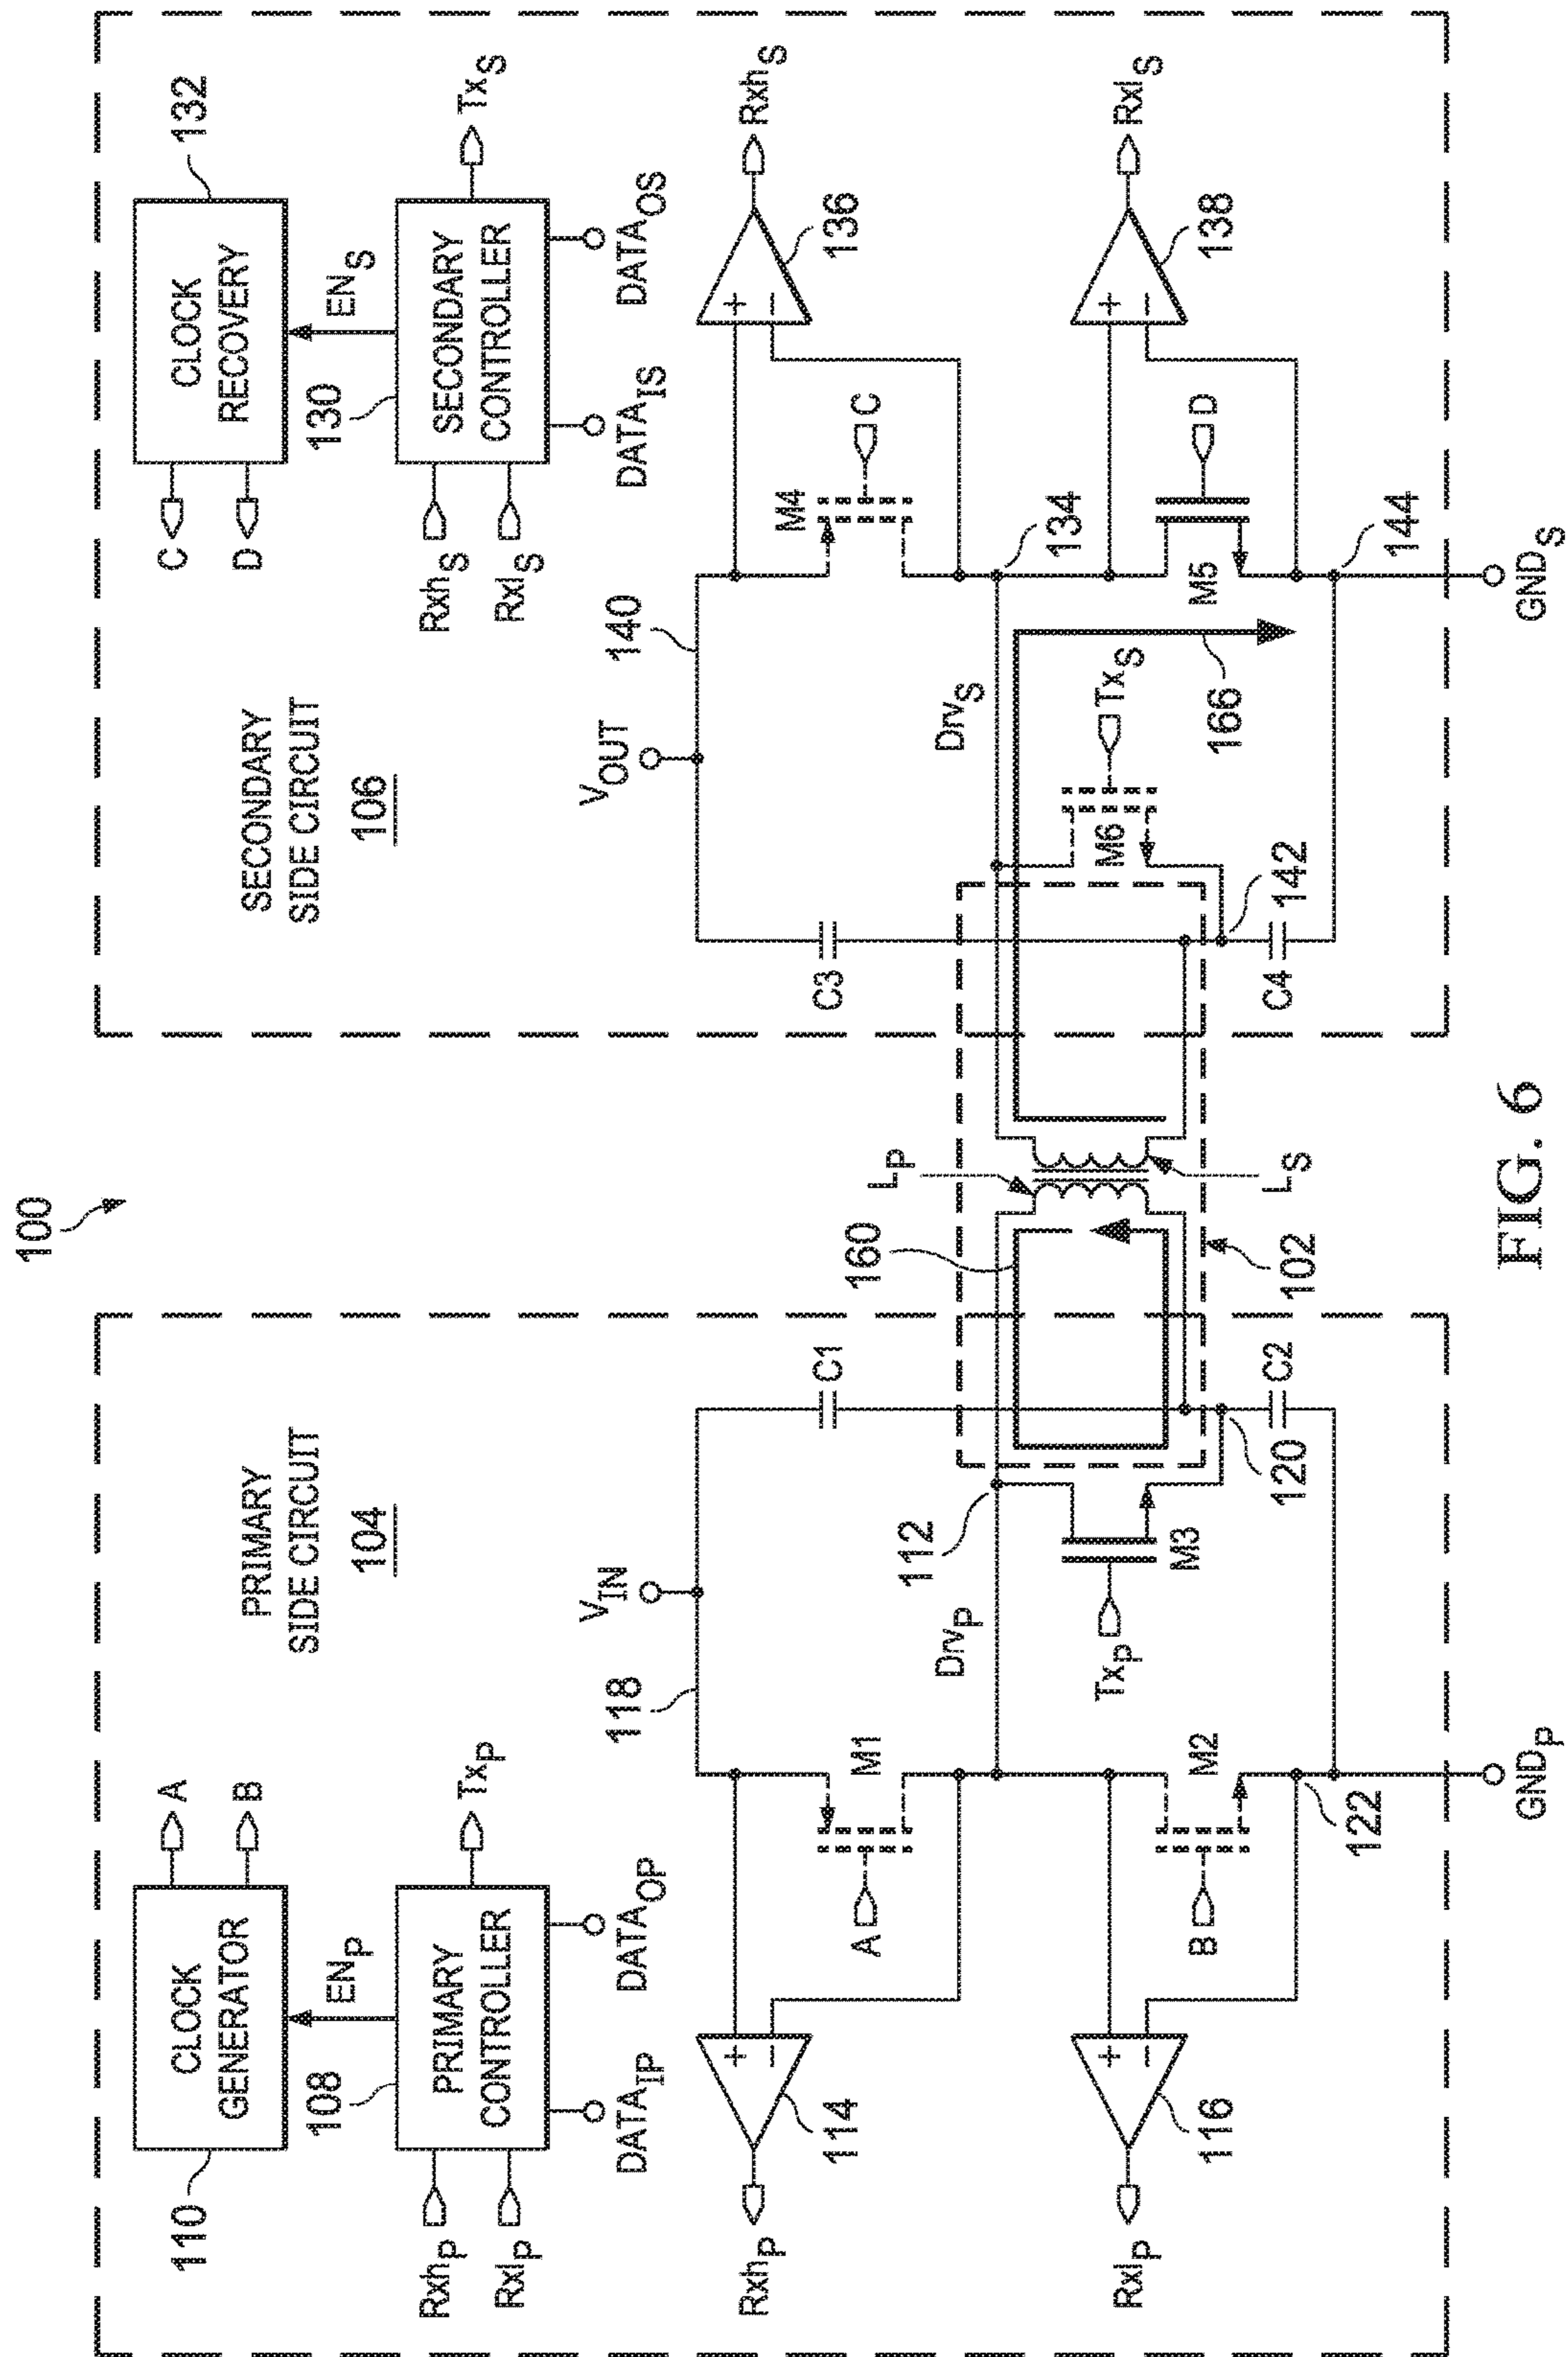 100
PRIMARY
SIDE CIRCUIT
104
CLOCK
GENERATOR
110
A
B
EN_P
108
PRIMARY
CONTROLLER
Rxh_P
Rxl_P
Tx_P
DATA_IP
DATA_OP
V_IN
118
Rxh_P
114
+
−
A
M1
C1
112
Drv_P
Rxl_P
116
+
−
B
M2
Tx_P
M3
120
C2
122
GND_P
160
L_P
L_S
102
SECONDARY
SIDE CIRCUIT
106
CLOCK
RECOVERY
132
C
D
EN_S
130
SECONDARY
CONTROLLER
Rxh_S
Rxl_S
Tx_S
DATA_IS
DATA_OS
V_OUT
140
C3
M4
C
+
−
136
Rxh_S
Drv_S
134
M6
Tx_S
166
M5
D
+
−
138
Rxl_S
142
C4
144
GND_S
FIG. 6